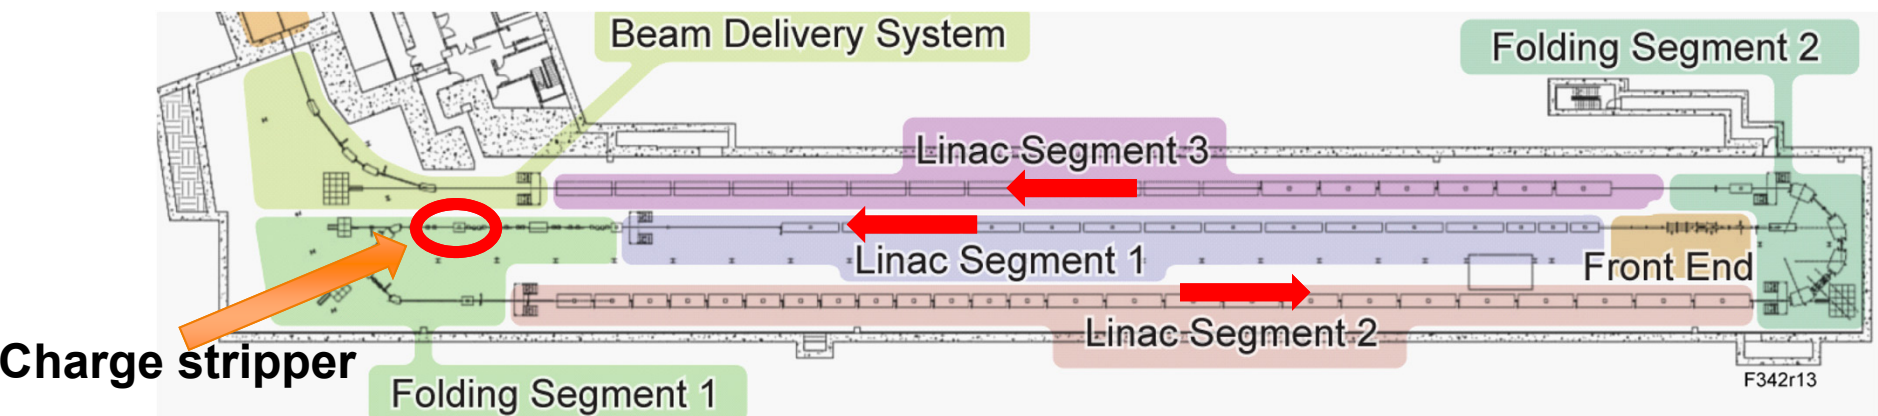 Beam Delivery System
Folding Segment 2
Linac Segment 3
Linac Segment 1
Front End
Linac Segment 2
Charge stripper
F342r13
Folding Segment 1